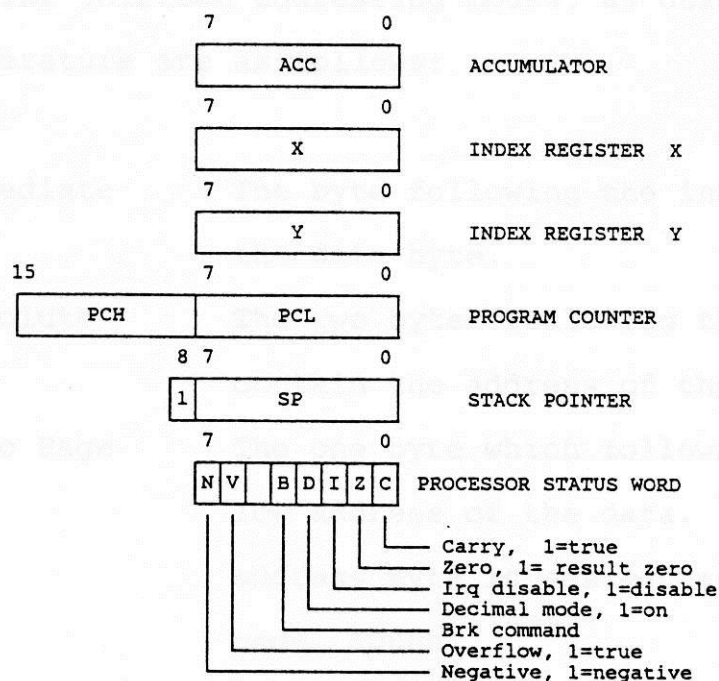 7 0
ACC ACCUMULATOR
7 0
X INDEX REGISTER X
7 0
Y INDEX REGISTER Y
15 7 0
PCH PCL PROGRAM COUNTER
8 7 0
1 SP STACK POINTER
7 0
N V B D I Z C PROCESSOR STATUS WORD
Carry, 1=true
Zero, 1= result zero
Irq disable, 1=disable
Decimal mode, 1=on
Brk command
Overflow, 1=true
Negative, 1=negative